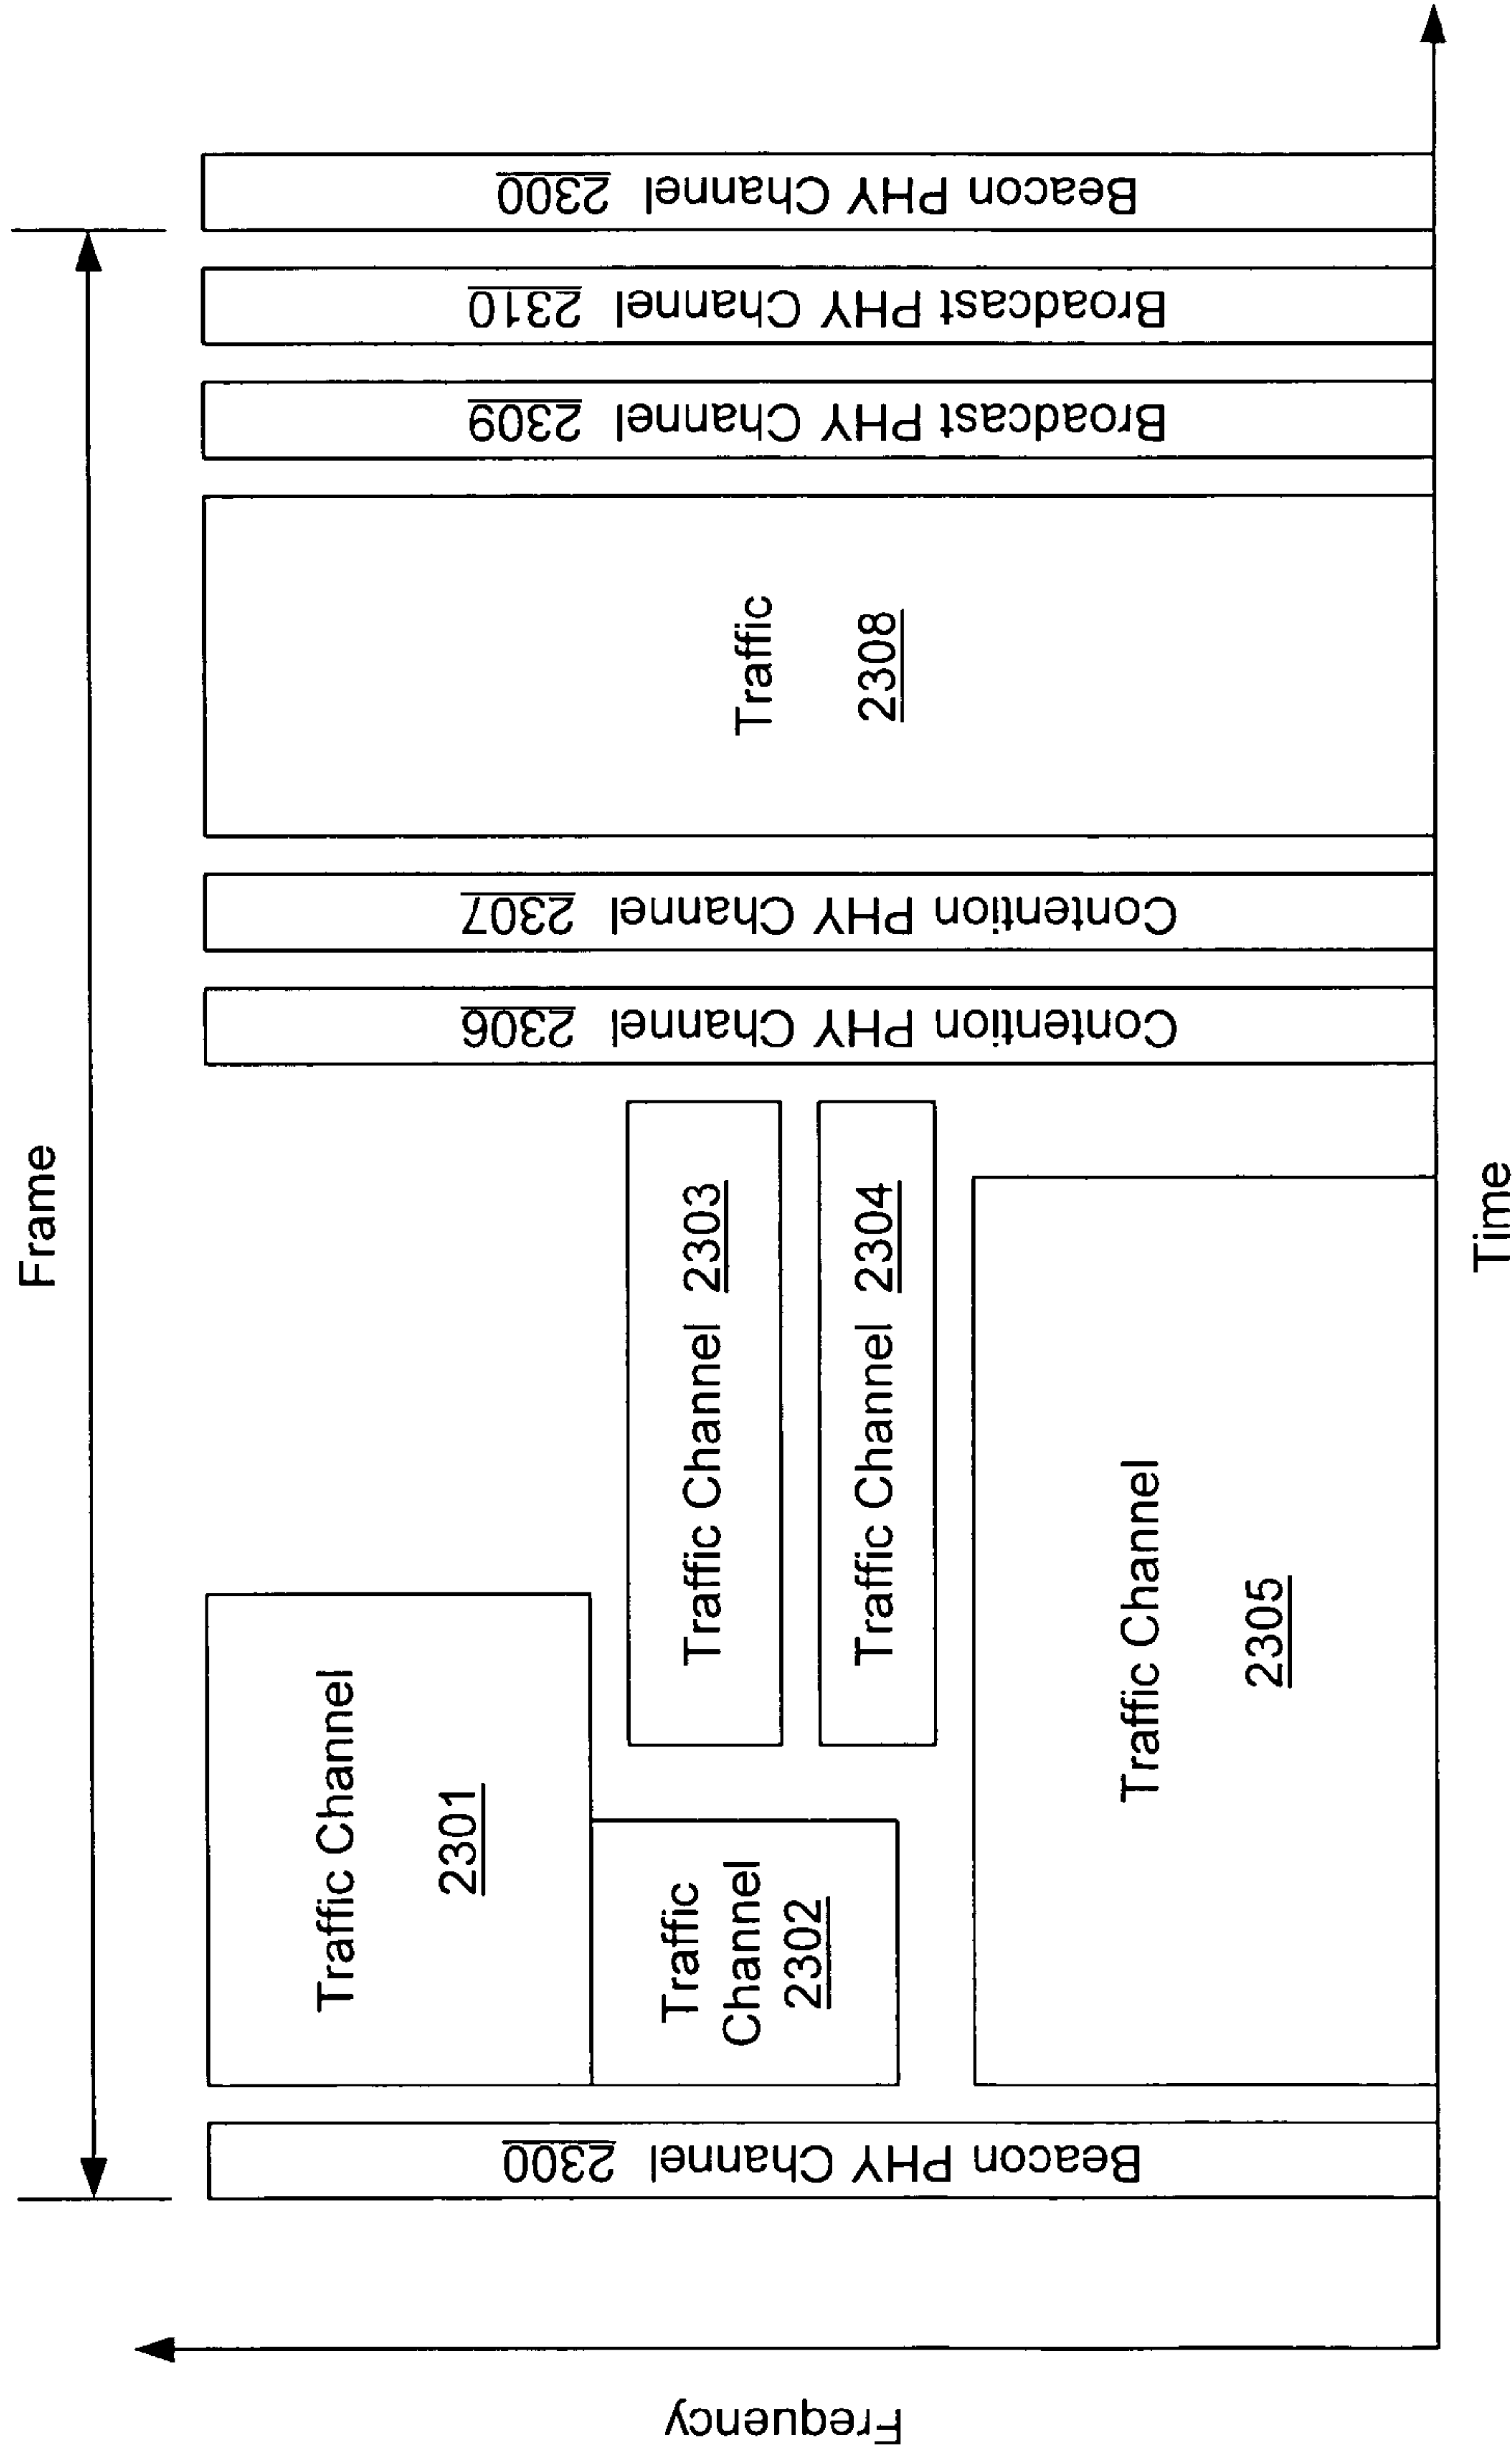 Frame
Frequency
Beacon PHY Channel 2300
Traffic Channel
2301
Traffic
Channel
2302
Traffic Channel 2303
Traffic Channel 2304
Traffic Channel
2305
Contention PHY Channel 2306
Contention PHY Channel 2307
Traffic
2308
Broadcast PHY Channel 2309
Broadcast PHY Channel 2310
Beacon PHY Channel 2300
Time